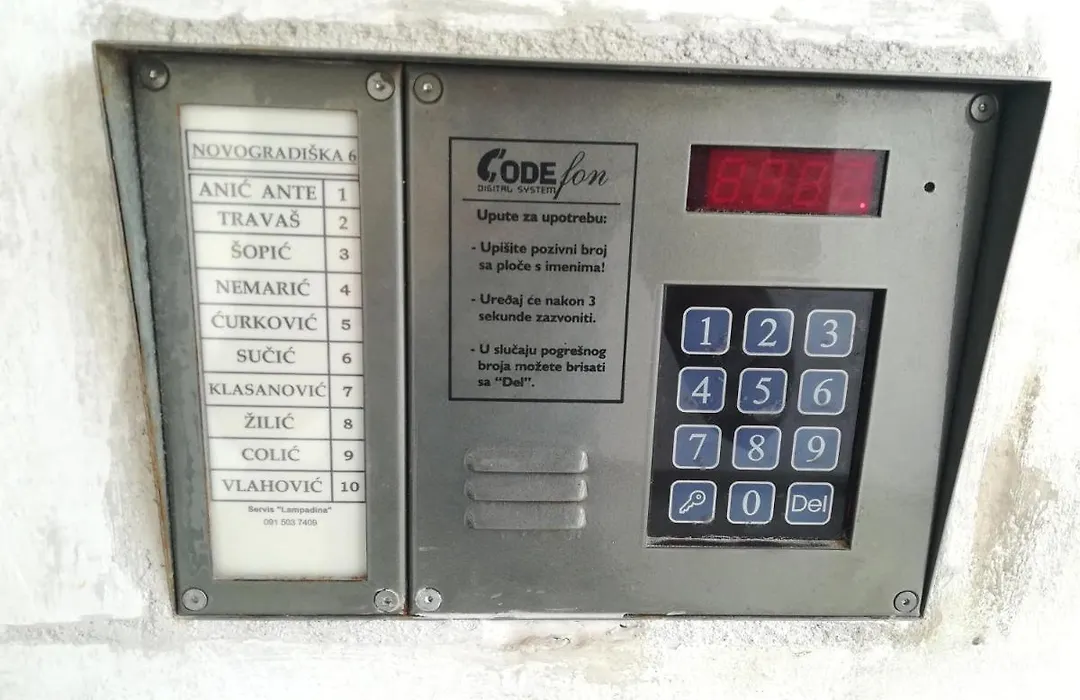 NOVOGRADIŠKA 6
ANIĆ ANTE 1
TRAVAŠ 2
ŠOPIĆ 3
NEMARIĆ 4
ĆURKOVIĆ 5
SUČIĆ 6
KLASANOVIĆ 7
ŽILIĆ 8
COLIĆ 9
VLAHOVIĆ 10
Servis "Lampadina"
091 503 7409
CODEfon
DIGITAL SYSTEM
Upute za upotrebu:
- Upišite pozivni broj
sa ploče s imenima!
- Uređaj će nakon 3
sekunde zazvoniti.
- U slučaju pogrešnog
broja možete brisati
sa "Del".
1 2 3
4 5 6
7 8 9
0 Del